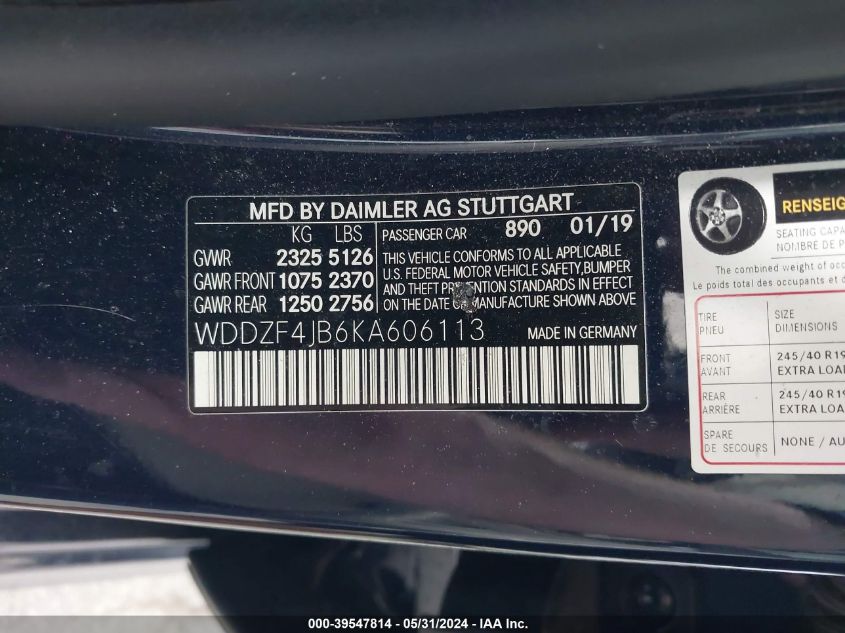 MFD BY DAIMLER AG STUTTGART
KG LBS
PASSENGER CAR 890 01/19
GVWR 2325 5126
GAWR FRONT 1075 2370
GAWR REAR 1250 2756
THIS VEHICLE CONFORMS TO ALL APPLICABLE
U.S. FEDERAL MOTOR VEHICLE SAFETY,BUMPER
AND THEFT PREVENTION STANDARDS IN EFFECT
ON THE DATE OF MANUFACTURE SHOWN ABOVE
WDDZF4JB6KA606113 MADE IN GERMANY
RENSEIG
SEATING CAPA
NOMBRE DE P
The combined weight of occ
Le poids total des occupants et d
TIRE
PNEU
SIZE
DIMENSIONS
FRONT
AVANT
245/40 R19
EXTRA LOA
REAR
ARRIÈRE
245/40 R19
EXTRA LOA
SPARE
DE SECOURS
NONE / AU
000-39547814 - 05/31/2024 - IAA Inc.